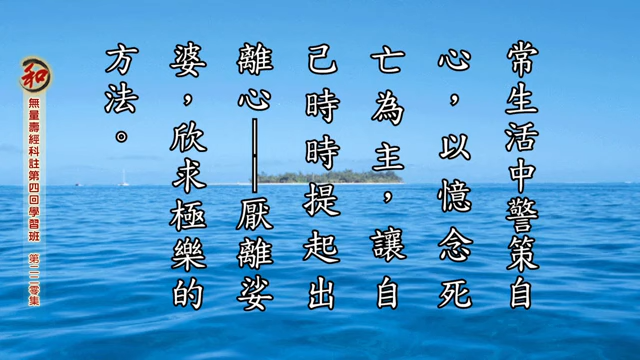 常生活中警策自
心，以憶念死
亡為主，讓自
己時時提起出
離心——厭離娑
婆，欣求極樂的
方法。
和
無量壽經科註第四回學習班
第二二零集